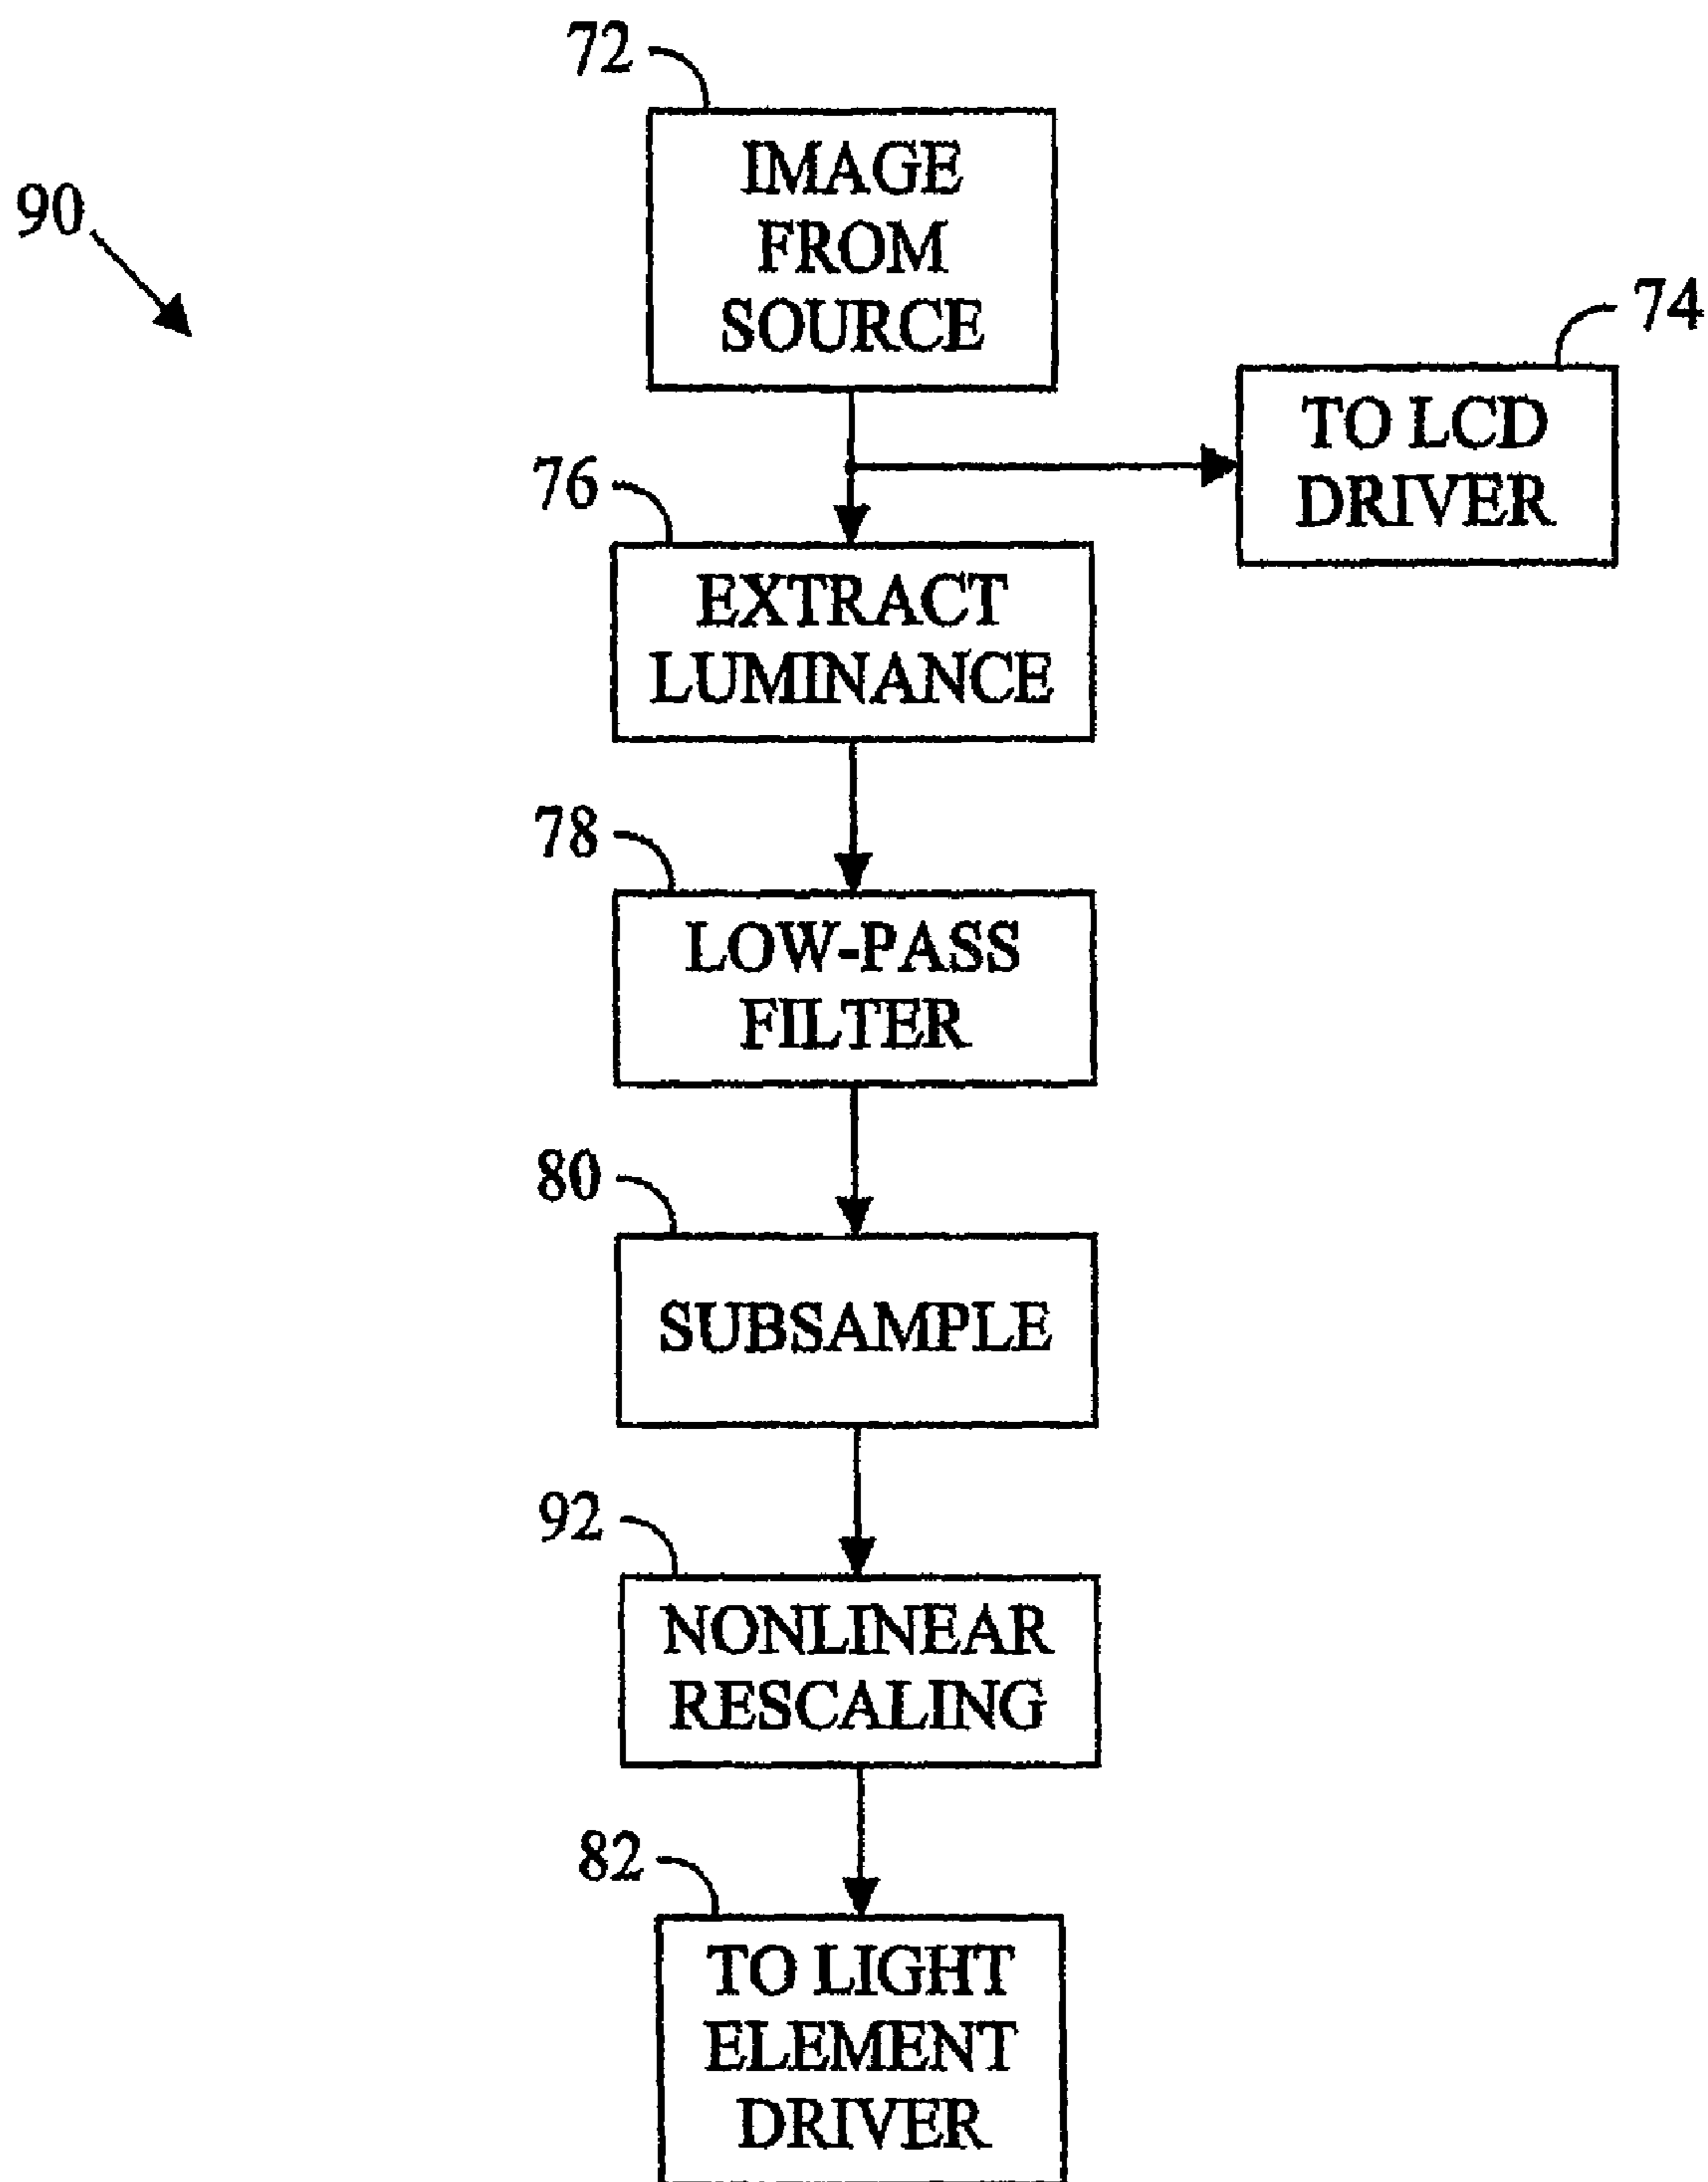 72
IMAGE
FROM
SOURCE
90
74
TO LCD
DRIVER
76
EXTRACT
LUMINANCE
78
LOW-PASS
FILTER
80
SUBSAMPLE
92
NONLINEAR
RESCALING
82
TO LIGHT
ELEMENT
DRIVER